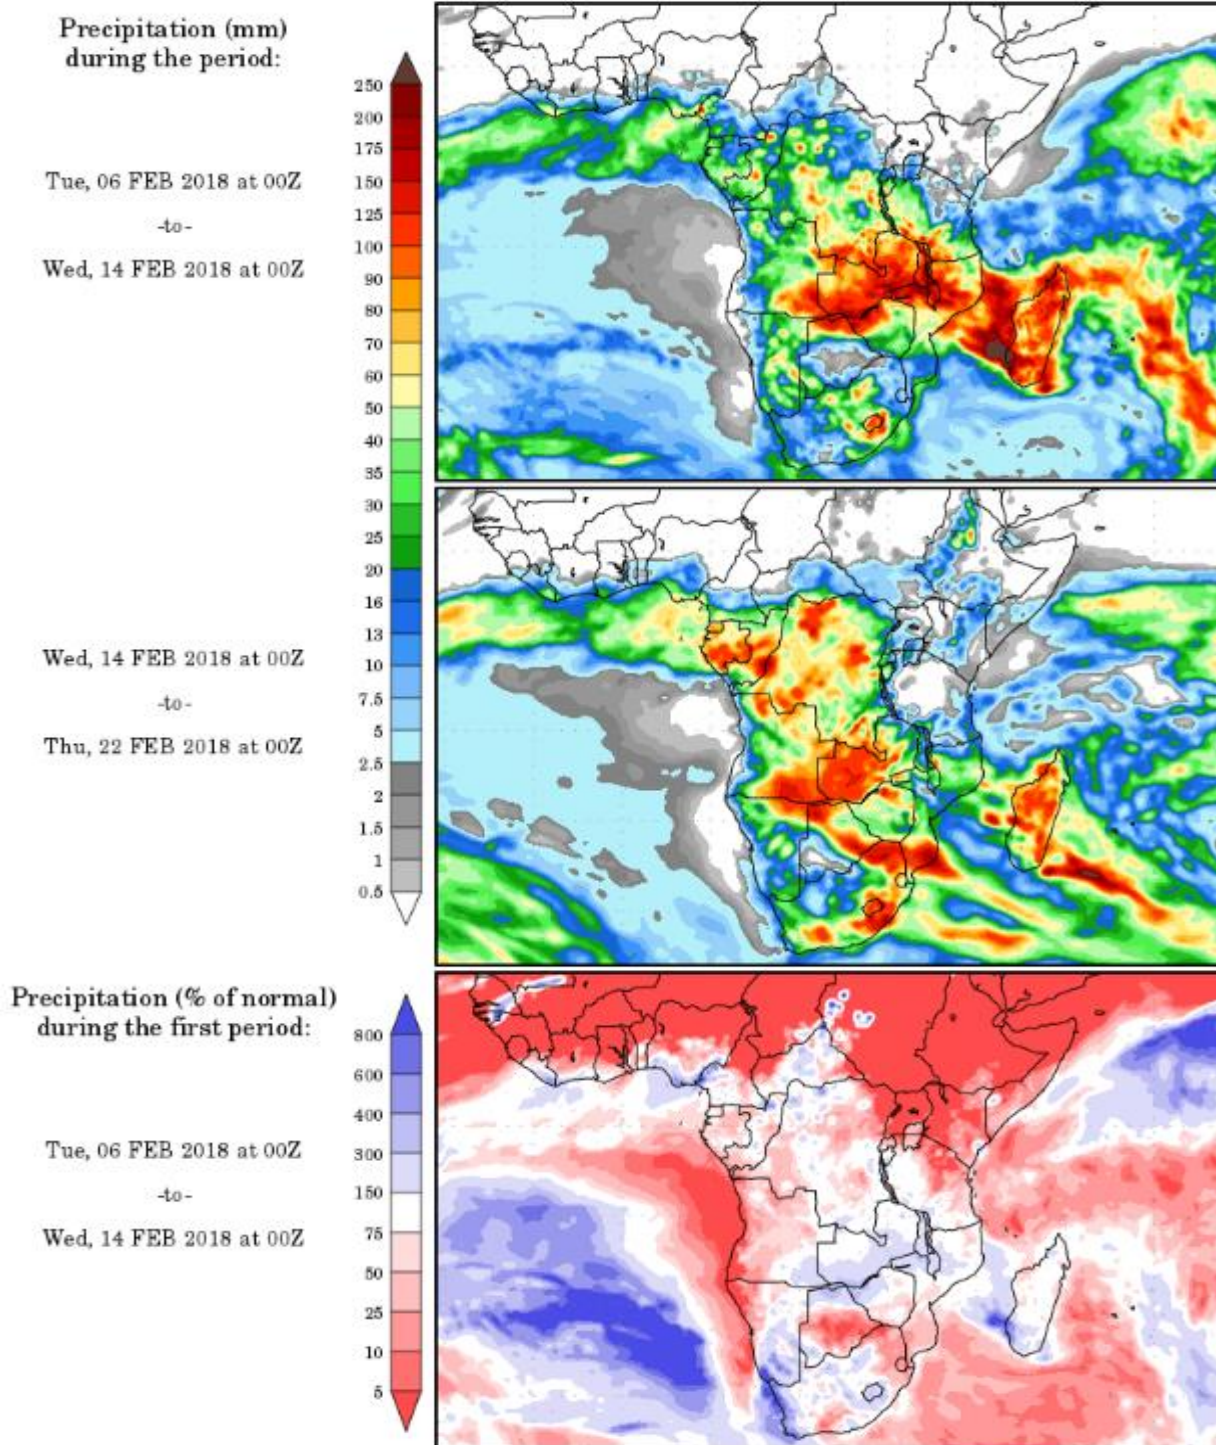 Precipitation (mm)
during the period:
Tue, 06 FEB 2018 at 00Z
-to-
Wed, 14 FEB 2018 at 00Z
Wed, 14 FEB 2018 at 00Z
-to-
Thu, 22 FEB 2018 at 00Z
250
200
175
150
125
100
90
80
70
60
50
40
35
30
25
20
16
13
10
7.5
5
2.5
2
1.5
1
0.5
Precipitation (% of normal)
during the first period:
Tue, 06 FEB 2018 at 00Z
-to-
Wed, 14 FEB 2018 at 00Z
800
600
400
300
150
75
50
25
10
5